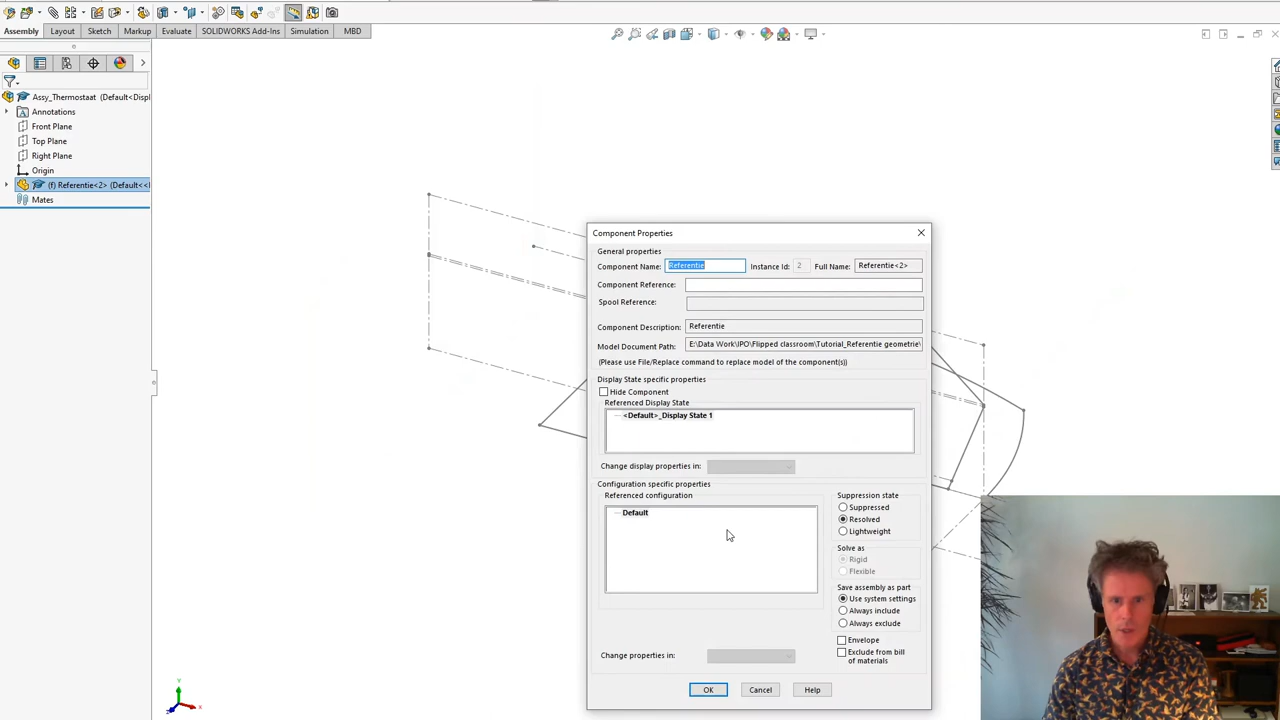 Assembly Layout Sketch Markup Evaluate SOLIDWORKS Add-Ins Simulation MBD
Assy_Thermostaat (Default<Displ
Annotations
Front Plane
Top Plane
Right Plane
Origin
(f) Referentie<2> (Default<<
Mates
Component Properties
General properties
Component Name: Referentie Instance Id: 2 Full Name: Referentie<2>
Component Reference:
Spool Reference:
Component Description: Referentie
Model Document Path: E:\Data Work\IPO\Flipped classroom\Tutorial_Referentie geometrie\
(Please use File/Replace command to replace model of the component(s))
Display State specific properties
Hide Component
Referenced Display State
<Default>_Display State 1
Change display properties in:
Configuration specific properties
Referenced configuration
Default
Suppression state
Suppressed
Resolved
Lightweight
Solve as
Rigid
Flexible
Save assembly as part
Use system settings
Always include
Always exclude
Envelope
Exclude from bill
of materials
Change properties in:
OK Cancel Help